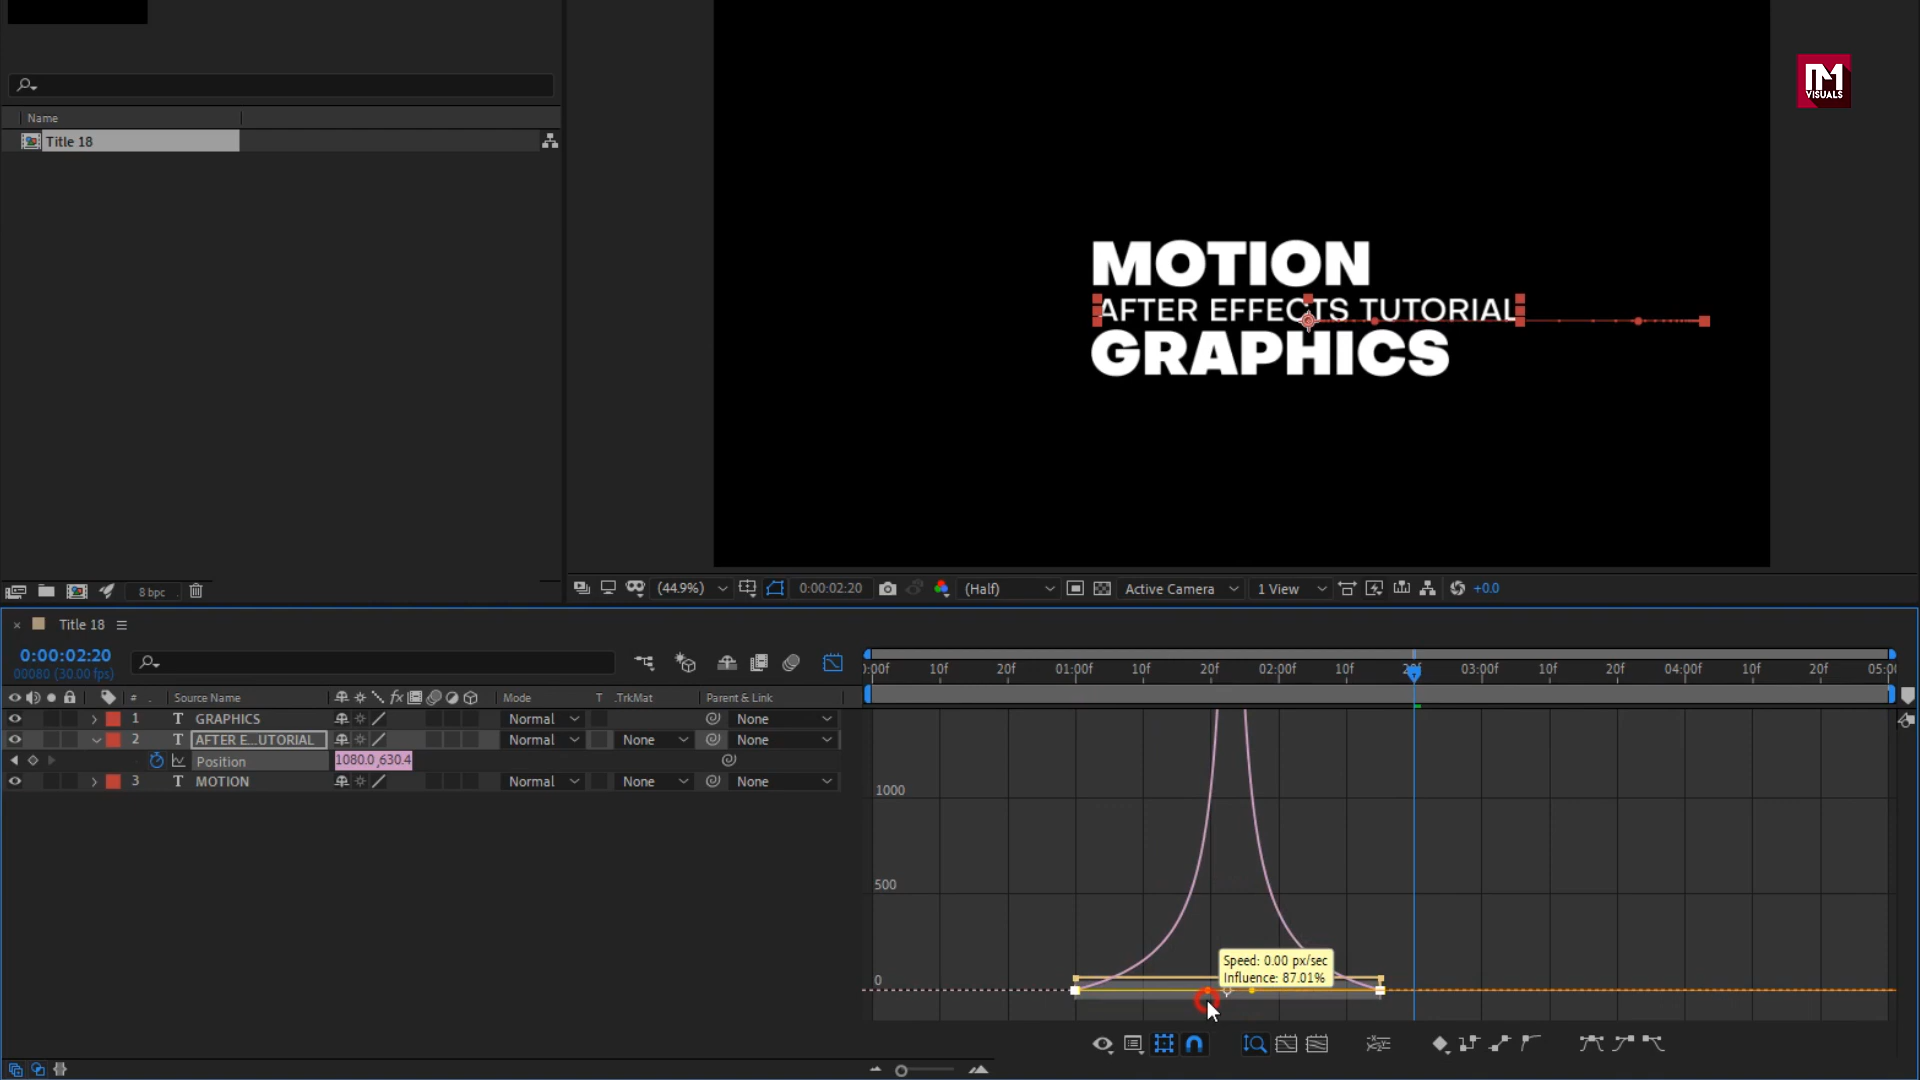 IM
VISUALS
Name
Title 18
MOTION
AFTER EFFECTS TUTORIAL
GRAPHICS
8 bpc
(44.9%)
0:00:02:20
(Half)
Active Camera
1 View
+0.0
Title 18
0:00:02:20
00080 (30.00 fps)
# . Source Name fx Mode T .TrkMat Parent & Link
1 T GRAPHICS Normal None
2 T AFTER E...UTORIAL Normal None None
Position 1080.0,630.4
3 T MOTION Normal None None
):00f 10f 20f 01:00f 10f 20f 02:00f 10f 20f 03:00f 10f 20f 04:00f 10f 20f 05:0
1000
500
0
Speed: 0.00 px/sec
Influence: 87.01%